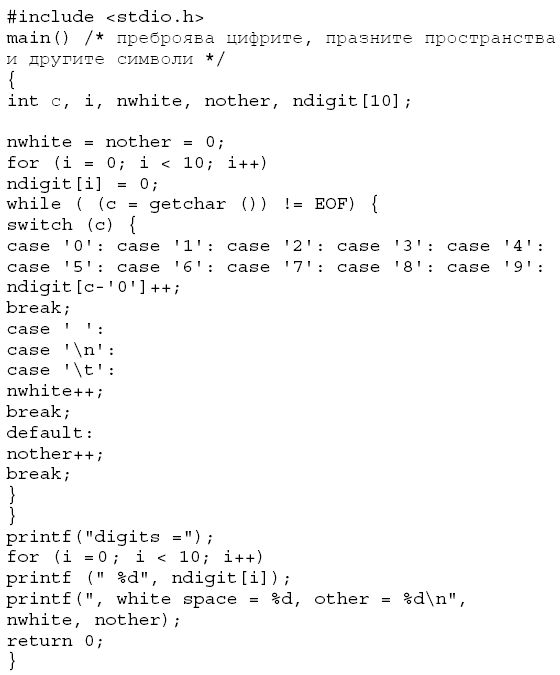 #include <stdio.h>
main() /* преброява цифрите, празните пространства
и другите символи */
{
int c, i, nwhite, nother, ndigit[10];
nwhite = nother = 0;
for (i = 0; i < 10; i++)
ndigit[i] = 0;
while ( (c = getchar ()) != EOF) {
switch (c) {
case '0': case '1': case '2': case '3': case '4':
case '5': case '6': case '7': case '8': case '9':
ndigit[c-'0']++;
break;
case ' ':
case '\n':
case '\t':
nwhite++;
break;
default:
nother++;
break;
}
}
printf("digits =");
for (i =0; i < 10; i++)
printf (" %d", ndigit[i]);
printf(", white space = %d, other = %d\n",
nwhite, nother);
return 0;
}